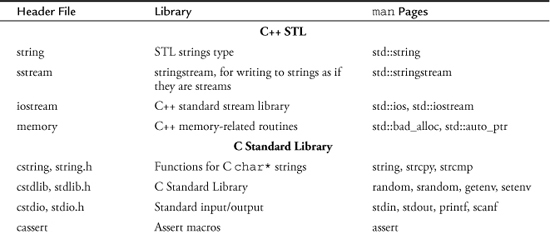 Header File Library man Pages
C++ STL
string STL strings type std::string
sstream stringstream, for writing to strings as if std::stringstream
they are streams
iostream C++ standard stream library std::ios, std::iostream
memory C++ memory-related routines std::bad_alloc, std::auto_ptr
C Standard Library
cstring, string.h Functions for C char* strings string, strcpy, strcmp
cstdlib, stdlib.h C Standard Library random, srandom, getenv, setenv
cstdio, stdio.h Standard input/output stdin, stdout, printf, scanf
cassert Assert macros assert